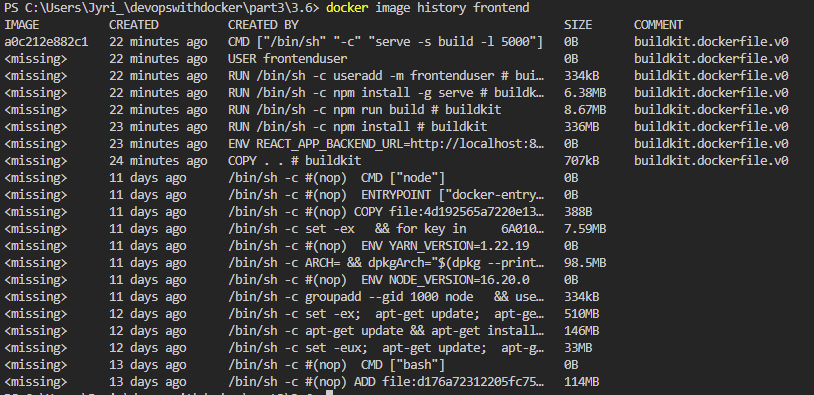 PS C:\Users\Jyri_\devopswithdocker\part3\3.6> docker image history frontend
IMAGE CREATED CREATED BY SIZE COMMENT
a0c212e882c1 22 minutes ago CMD ["/bin/sh" "-c" "serve -s build -l 5000"] 0B buildkit.dockerfile.v0
<missing> 22 minutes ago USER frontenduser 0B buildkit.dockerfile.v0
<missing> 22 minutes ago RUN /bin/sh -c useradd -m frontenduser # bui… 334kB buildkit.dockerfile.v0
<missing> 22 minutes ago RUN /bin/sh -c npm install -g serve # buildk… 6.38MB buildkit.dockerfile.v0
<missing> 22 minutes ago RUN /bin/sh -c npm run build # buildkit 8.67MB buildkit.dockerfile.v0
<missing> 23 minutes ago RUN /bin/sh -c npm install # buildkit 336MB buildkit.dockerfile.v0
<missing> 23 minutes ago ENV REACT_APP_BACKEND_URL=http://localhost:8… 0B buildkit.dockerfile.v0
<missing> 24 minutes ago COPY . . # buildkit 707kB buildkit.dockerfile.v0
<missing> 11 days ago /bin/sh -c #(nop) CMD ["node"] 0B
<missing> 11 days ago /bin/sh -c #(nop) ENTRYPOINT ["docker-entry… 0B
<missing> 11 days ago /bin/sh -c #(nop) COPY file:4d192565a7220e13… 388B
<missing> 11 days ago /bin/sh -c set -ex && for key in 6A010… 7.59MB
<missing> 11 days ago /bin/sh -c #(nop) ENV YARN_VERSION=1.22.19 0B
<missing> 11 days ago /bin/sh -c ARCH= && dpkgArch="$(dpkg --print… 98.5MB
<missing> 11 days ago /bin/sh -c #(nop) ENV NODE_VERSION=16.20.0 0B
<missing> 11 days ago /bin/sh -c groupadd --gid 1000 node && use… 334kB
<missing> 12 days ago /bin/sh -c set -ex; apt-get update; apt-ge… 510MB
<missing> 12 days ago /bin/sh -c apt-get update && apt-get install… 146MB
<missing> 12 days ago /bin/sh -c set -eux; apt-get update; apt-g… 33MB
<missing> 13 days ago /bin/sh -c #(nop) CMD ["bash"] 0B
<missing> 13 days ago /bin/sh -c #(nop) ADD file:d176a72312205fc75… 114MB